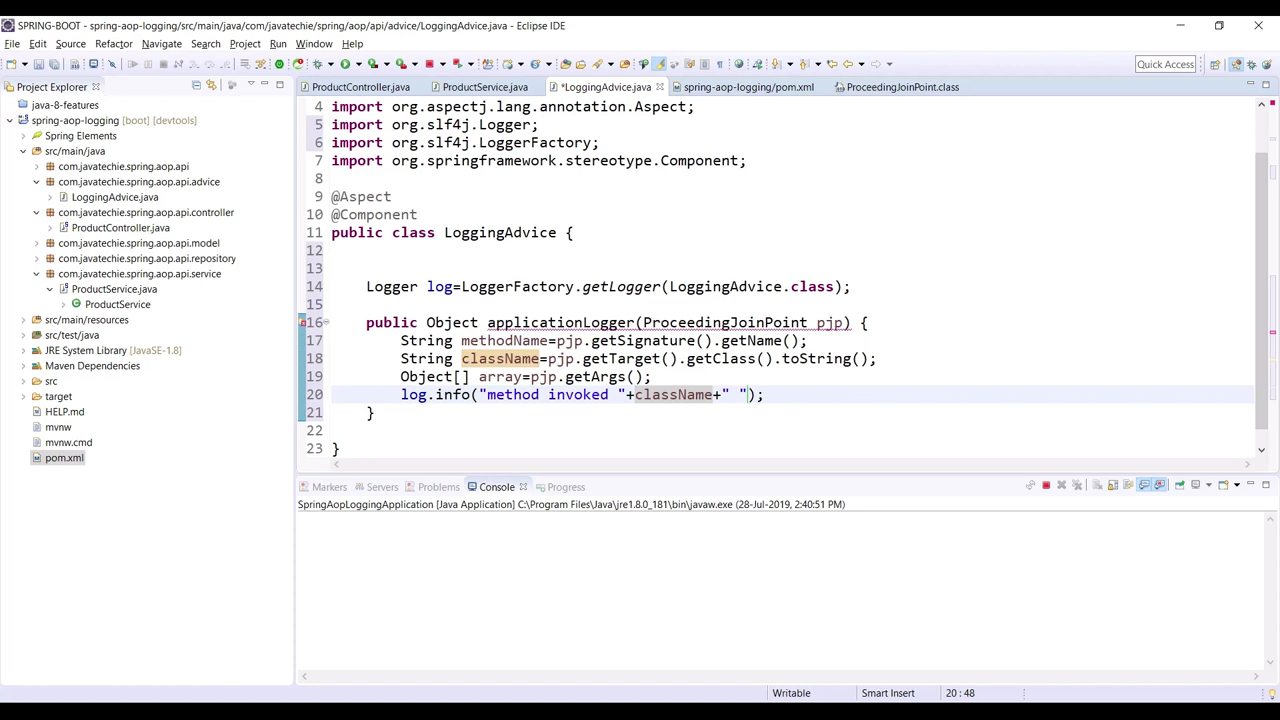 SPRING-BOOT - spring-aop-logging/src/main/java/com/javatechie/spring/aop/api/advice/LoggingAdvice.java - Eclipse IDE
File Edit Source Refactor Navigate Search Project Run Window Help
Quick Access
Project Explorer
ProductController.java ProductService.java *LoggingAdvice.java spring-aop-logging/pom.xml ProceedingJoinPoint.class
java-8-features
spring-aop-logging [boot] [devtools]
Spring Elements
src/main/java
com.javatechie.spring.aop.api
com.javatechie.spring.aop.api.advice
LoggingAdvice.java
com.javatechie.spring.aop.api.controller
ProductController.java
com.javatechie.spring.aop.api.model
com.javatechie.spring.aop.api.repository
com.javatechie.spring.aop.api.service
ProductService.java
ProductService
src/main/resources
src/test/java
JRE System Library [JavaSE-1.8]
Maven Dependencies
src
target
HELP.md
mvnw
mvnw.cmd
pom.xml
4 import org.aspectj.lang.annotation.Aspect;
5 import org.slf4j.Logger;
6 import org.slf4j.LoggerFactory;
7 import org.springframework.stereotype.Component;
8
9 @Aspect
10 @Component
11 public class LoggingAdvice {
12
13
14 Logger log=LoggerFactory.getLogger(LoggingAdvice.class);
15
16 public Object applicationLogger(ProceedingJoinPoint pjp) {
17 String methodName=pjp.getSignature().getName();
18 String className=pjp.getTarget().getClass().toString();
19 Object[] array=pjp.getArgs();
20 log.info("method invoked "+className+" ");
21 }
22
23 }
Markers Servers Problems Console Progress
SpringAopLoggingApplication [Java Application] C:\Program Files\Java\jre1.8.0_181\bin\javaw.exe (28-Jul-2019, 2:40:51 PM)
Writable Smart Insert 20 : 48